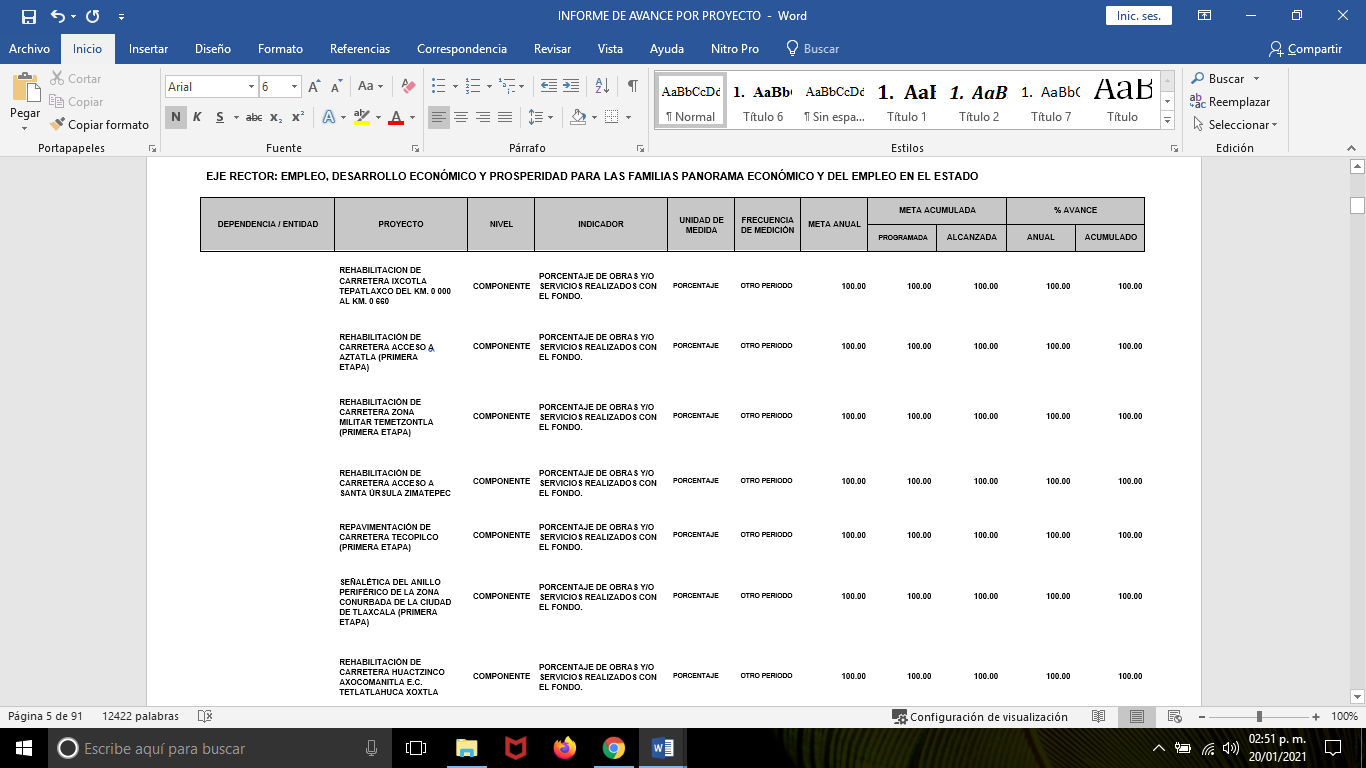 INFORME DE AVANCE POR PROYECTO - Word
Inic. ses.
Archivo Inicio Insertar Diseño Formato Referencias Correspondencia Revisar Vista Ayuda Nitro Pro Buscar Compartir
Pegar
Cortar
Copiar
Copiar formato
Portapapeles
Arial 6
N K S abc x₂ x²
Fuente
Párrafo
AaBbCcDd 1. AaBb( AaBbCcDd 1. AaB 1. AaB 1. AaBb( AaB
¶ Normal Título 6 ¶ Sin espa... Título 1 Título 2 Título 7 Título
Estilos
Buscar
Reemplazar
Seleccionar
Edición
EJE RECTOR: EMPLEO, DESARROLLO ECONÓMICO Y PROSPERIDAD PARA LAS FAMILIAS PANORAMA ECONÓMICO Y DEL EMPLEO EN EL ESTADO
DEPENDENCIA / ENTIDAD
PROYECTO
NIVEL
INDICADOR
UNIDAD DE
MEDIDA
FRECUENCIA
DE MEDICIÓN
META ANUAL
META ACUMULADA
PROGRAMADA
ALCANZADA
% AVANCE
ANUAL
ACUMULADO
REHABILITACION DE
CARRETERA IXCOTLA
TEPATLAXCO DEL KM. 0 000
AL KM. 0 660
COMPONENTE
PORCENTAJE DE OBRAS Y/O
SERVICIOS REALIZADOS CON
EL FONDO.
PORCENTAJE
OTRO PERIODO
100.00 100.00 100.00 100.00 100.00
REHABILITACIÓN DE
CARRETERA ACCESO A
AZTATLA (PRIMERA
ETAPA)
COMPONENTE
PORCENTAJE DE OBRAS Y/O
SERVICIOS REALIZADOS CON
EL FONDO.
PORCENTAJE
OTRO PERIODO
100.00 100.00 100.00 100.00 100.00
REHABILITACIÓN DE
CARRETERA ZONA
MILITAR TEMETZONTLA
(PRIMERA ETAPA)
COMPONENTE
PORCENTAJE DE OBRAS Y/O
SERVICIOS REALIZADOS CON
EL FONDO.
PORCENTAJE
OTRO PERIODO
100.00 100.00 100.00 100.00 100.00
REHABILITACIÓN DE
CARRETERA ACCESO A
SANTA ÚRSULA ZIMATEPEC
COMPONENTE
PORCENTAJE DE OBRAS Y/O
SERVICIOS REALIZADOS CON
EL FONDO.
PORCENTAJE
OTRO PERIODO
100.00 100.00 100.00 100.00 100.00
REPAVIMENTACIÓN DE
CARRETERA TECOPILCO
(PRIMERA ETAPA)
COMPONENTE
PORCENTAJE DE OBRAS Y/O
SERVICIOS REALIZADOS CON
EL FONDO.
PORCENTAJE
OTRO PERIODO
100.00 100.00 100.00 100.00 100.00
SEÑALÉTICA DEL ANILLO
PERIFÉRICO DE LA ZONA
CONURBADA DE LA CIUDAD
DE TLAXCALA (PRIMERA
ETAPA)
COMPONENTE
PORCENTAJE DE OBRAS Y/O
SERVICIOS REALIZADOS CON
EL FONDO.
PORCENTAJE
OTRO PERIODO
100.00 100.00 100.00 100.00 100.00
REHABILITACIÓN DE
CARRETERA HUACTZINCO
AXOCOMANITLA E.C.
TETLATLAHUCA XOXTLA
COMPONENTE
PORCENTAJE DE OBRAS Y/O
SERVICIOS REALIZADOS CON
EL FONDO.
PORCENTAJE
OTRO PERIODO
100.00 100.00 100.00 100.00 100.00
Página 5 de 91 12422 palabras Configuración de visualización 100%
Escribe aquí para buscar
02:51 p. m.
20/01/2021